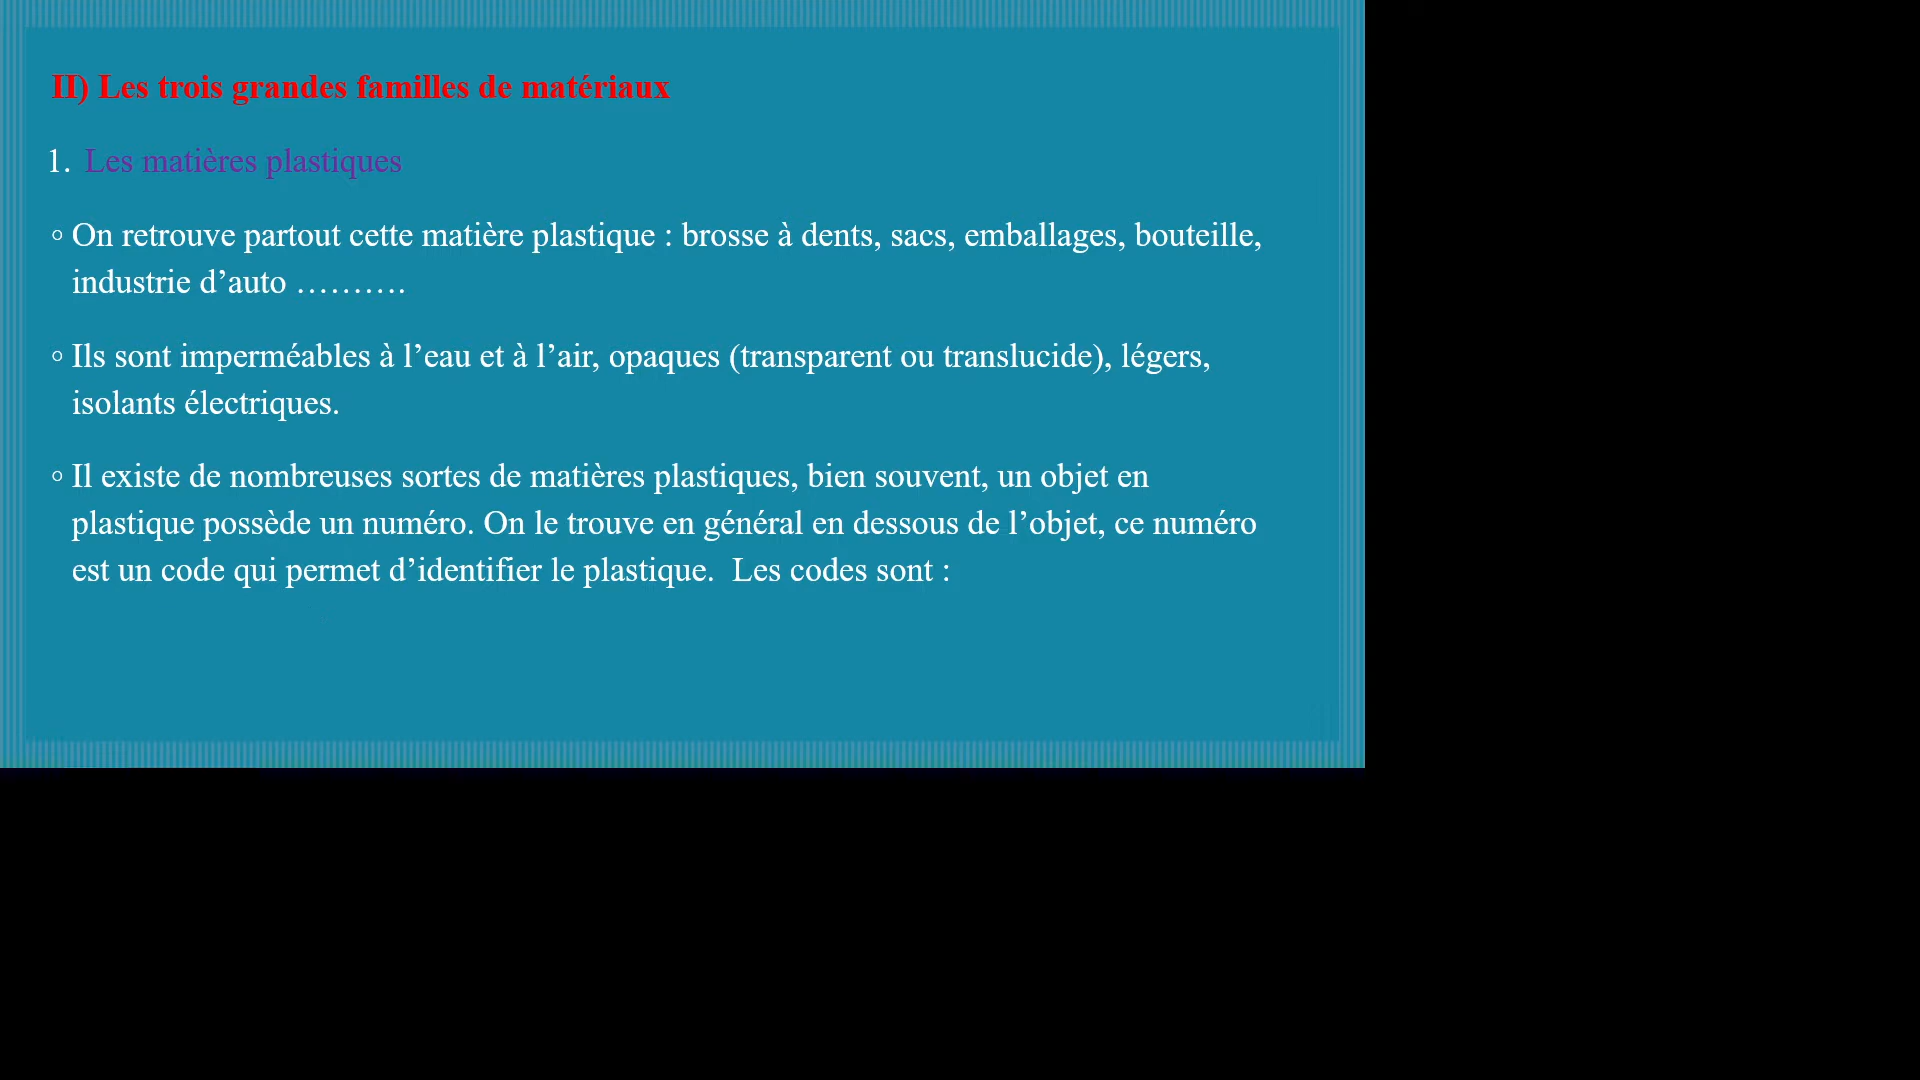 II) Les trois grandes familles de matériaux
1. Les matières plastiques
◦ On retrouve partout cette matière plastique : brosse à dents, sacs, emballages, bouteille,
industrie d’auto ……….
◦ Ils sont imperméables à l’eau et à l’air, opaques (transparent ou translucide), légers,
isolants électriques.
◦ Il existe de nombreuses sortes de matières plastiques, bien souvent, un objet en
plastique possède un numéro. On le trouve en général en dessous de l’objet, ce numéro
est un code qui permet d’identifier le plastique.  Les codes sont :